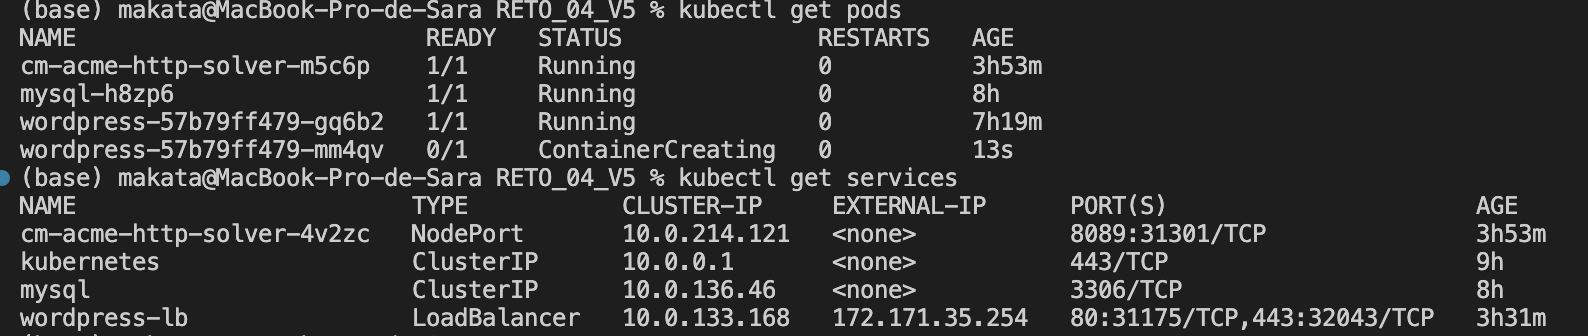 (base) makata@MacBook-Pro-de-Sara RETO_04_V5 % kubectl get pods
NAME READY STATUS RESTARTS AGE
cm-acme-http-solver-m5c6p 1/1 Running 0 3h53m
mysql-h8zp6 1/1 Running 0 8h
wordpress-57b79ff479-gq6b2 1/1 Running 0 7h19m
wordpress-57b79ff479-mm4qv 0/1 ContainerCreating 0 13s
(base) makata@MacBook-Pro-de-Sara RETO_04_V5 % kubectl get services
NAME TYPE CLUSTER-IP EXTERNAL-IP PORT(S) AGE
cm-acme-http-solver-4v2zc NodePort 10.0.214.121 <none> 8089:31301/TCP 3h53m
kubernetes ClusterIP 10.0.0.1 <none> 443/TCP 9h
mysql ClusterIP 10.0.136.46 <none> 3306/TCP 8h
wordpress-lb LoadBalancer 10.0.133.168 172.171.35.254 80:31175/TCP,443:32043/TCP 3h31m